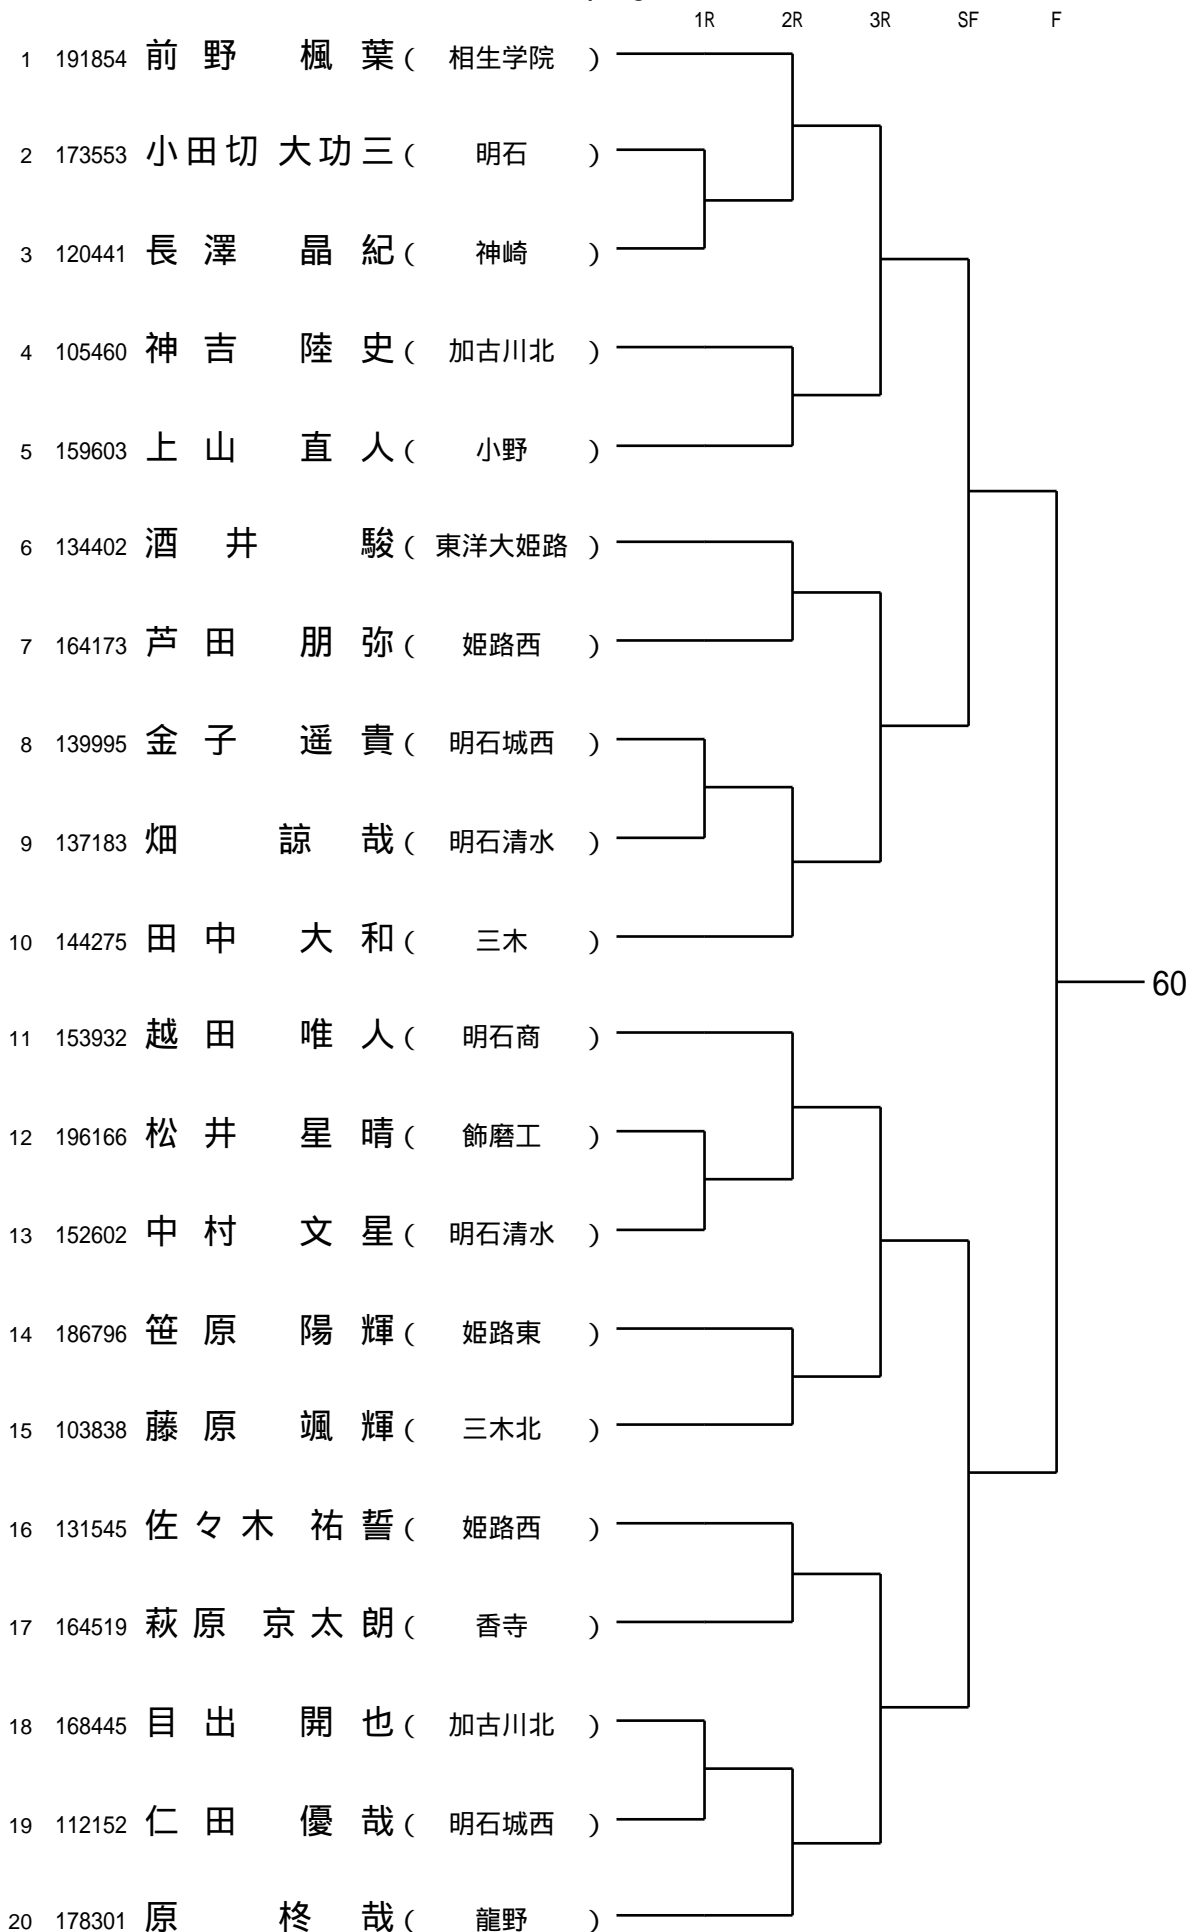 1R 2R 3R SF F
1 191854 前野 楓葉 ( 相生学院 )
2 173553 小田切 大功三 ( 明石 )
3 120441 長澤 晶紀 ( 神崎 )
4 105460 神吉 陸史 ( 加古川北 )
5 159603 上山 直人 ( 小野 )
6 134402 酒井 駿 ( 東洋大姫路 )
7 164173 芦田 朋弥 ( 姫路西 )
8 139995 金子 遥貴 ( 明石城西 )
9 137183 畑 諒哉 ( 明石清水 )
10 144275 田中 大和 ( 三木 )
60
11 153932 越田 唯人 ( 明石商 )
12 196166 松井 星晴 ( 飾磨工 )
13 152602 中村 文星 ( 明石清水 )
14 186796 笹原 陽輝 ( 姫路東 )
15 103838 藤原 颯輝 ( 三木北 )
16 131545 佐々木 祐誓 ( 姫路西 )
17 164519 萩原 京太朗 ( 香寺 )
18 168445 目出 開也 ( 加古川北 )
19 112152 仁田 優哉 ( 明石城西 )
20 178301 原 柊哉 ( 龍野 )